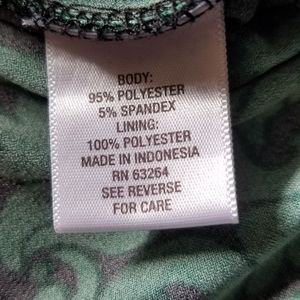 BODY:
95% POLYESTER
5% SPANDEX
LINING:
100% POLYESTER
MADE IN INDONESIA
RN 63264
SEE REVERSE
FOR CARE